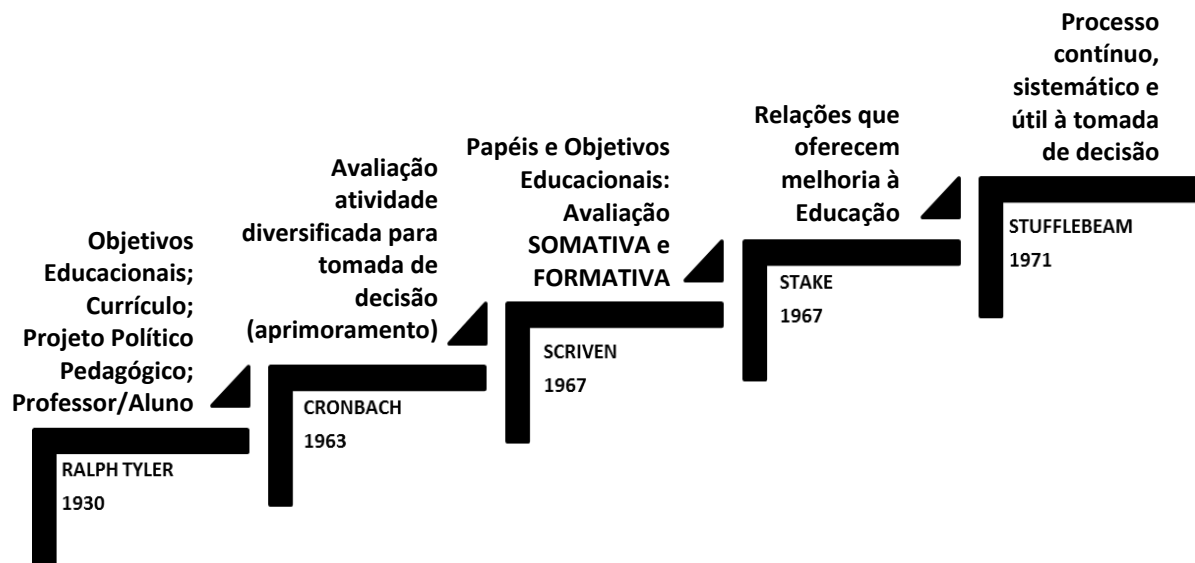 Objetivos
Educacionais;
Currículo;
Projeto Político
Pedagógico;
Professor/Aluno
RALPH TYLER
1930
Avaliação
atividade
diversificada para
tomada de
decisão
(aprimoramento)
CRONBACH
1963
Papéis e Objetivos
Educacionais:
Avaliação
SOMATIVA e
FORMATIVA
SCRIVEN
1967
Relações que
oferecem
melhoria à
Educação
STAKE
1967
Processo
contínuo,
sistemático e
útil à tomada
de decisão
STUFFLEBEAM
1971